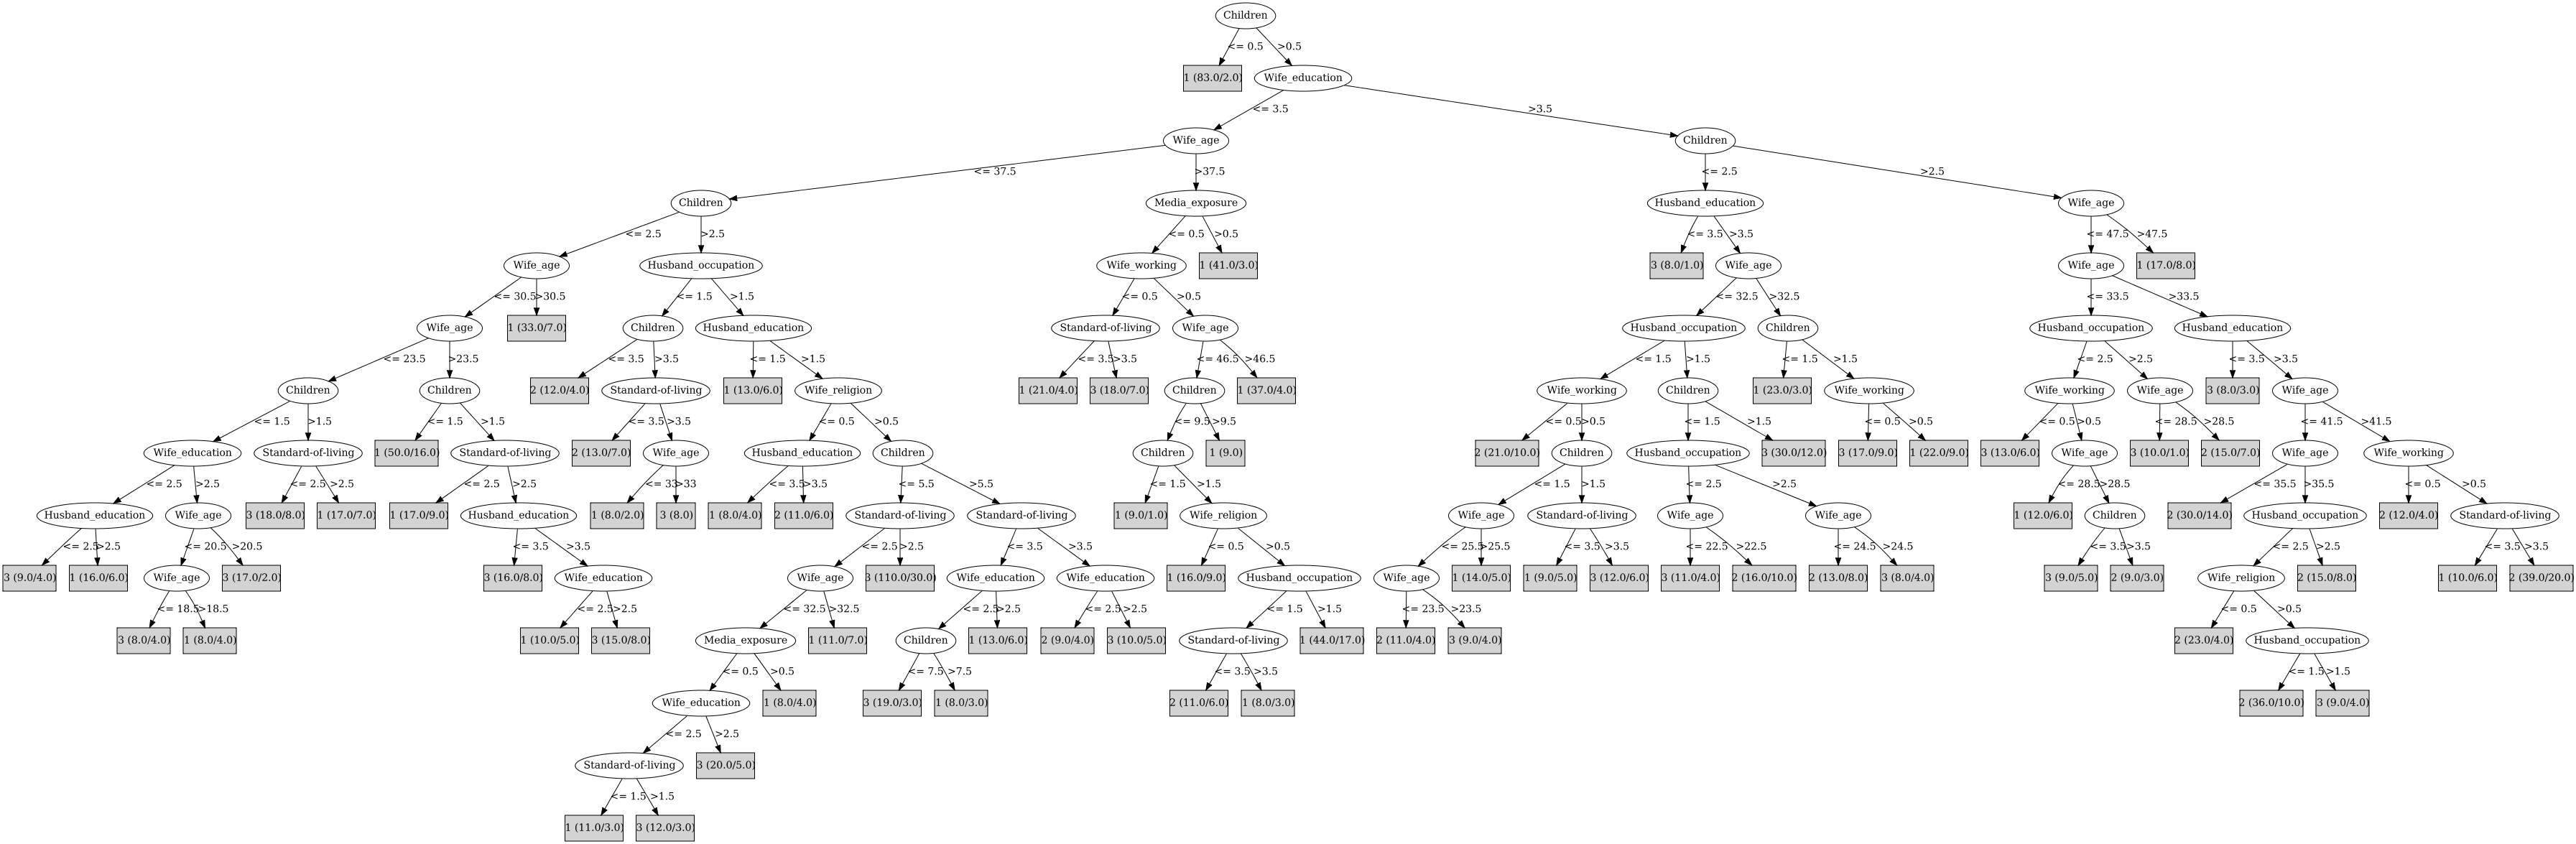 Children
<= 0.5 >0.5
1 (83.0/2.0) Wife_education
<= 3.5 >3.5
Wife_age Children
<= 37.5 >37.5 <= 2.5 >2.5
Children Media_exposure Husband_education Wife_age
<= 2.5 >2.5 <= 0.5 >0.5 <= 3.5 >3.5 <= 47.5 >47.5
Wife_age Husband_occupation Wife_working 1 (41.0/3.0) 3 (8.0/1.0) Wife_age Wife_age 1 (17.0/8.0)
<= 30.5 >30.5 <= 1.5 >1.5 <= 0.5 >0.5 <= 32.5 >32.5 <= 33.5 >33.5
Wife_age 1 (33.0/7.0) Children Husband_education Standard-of-living Wife_age Husband_occupation Children Husband_occupation Husband_education
<= 23.5 >23.5 <= 3.5 >3.5 <= 1.5 >1.5 <= 3.5 >3.5 <= 46.5 >46.5 <= 1.5 >1.5 <= 1.5 >1.5 <= 2.5 >2.5 <= 3.5 >3.5
Children Children 2 (12.0/4.0) Standard-of-living 1 (13.0/6.0) Wife_religion 1 (21.0/4.0) 3 (18.0/7.0) Children 1 (37.0/4.0) Wife_working Children 1 (23.0/3.0) Wife_working Wife_working Wife_age 3 (8.0/3.0) Wife_age
<= 1.5 >1.5 <= 1.5 >1.5 <= 3.5 >3.5 <= 0.5 >0.5 <= 9.5 >9.5 <= 0.5 >0.5 <= 1.5 >1.5 <= 0.5 >0.5 <= 0.5 >0.5 <= 28.5 >28.5 <= 41.5 >41.5
Wife_education Standard-of-living 1 (50.0/16.0) Standard-of-living 2 (13.0/7.0) Wife_age Husband_education Children Children 1 (9.0) 2 (21.0/10.0) Children Husband_occupation 3 (30.0/12.0) 3 (17.0/9.0) 1 (22.0/9.0) 3 (13.0/6.0) Wife_age 3 (10.0/1.0) 2 (15.0/7.0) Wife_age Wife_working
<= 2.5 >2.5 <= 2.5 >2.5 <= 2.5 >2.5 <= 33 >33 <= 3.5 >3.5 <= 5.5 >5.5 <= 1.5 >1.5 <= 1.5 >1.5 <= 2.5 >2.5 <= 28.5 >28.5 <= 35.5 >35.5 <= 0.5 >0.5
Husband_education Wife_age 3 (18.0/8.0) 1 (17.0/7.0) 1 (17.0/9.0) Husband_education 1 (8.0/2.0) 3 (8.0) 1 (8.0/4.0) 2 (11.0/6.0) Standard-of-living Standard-of-living 1 (9.0/1.0) Wife_religion Wife_age Standard-of-living Wife_age Wife_age 1 (12.0/6.0) Children 2 (30.0/14.0) Husband_occupation 2 (12.0/4.0) Standard-of-living
<= 2.5 >2.5 <= 20.5 >20.5 <= 3.5 >3.5 <= 2.5 >2.5 <= 3.5 >3.5 <= 0.5 >0.5 <= 25.5 >25.5 <= 3.5 >3.5 <= 22.5 >22.5 <= 24.5 >24.5 <= 3.5 >3.5 <= 2.5 >2.5 <= 3.5 >3.5
3 (9.0/4.0) 1 (16.0/6.0) Wife_age 3 (17.0/2.0) 3 (16.0/8.0) Wife_education Wife_age 3 (110.0/30.0) Wife_education Wife_education 1 (16.0/9.0) Husband_occupation Wife_age 1 (14.0/5.0) 1 (9.0/5.0) 3 (12.0/6.0) 3 (11.0/4.0) 2 (16.0/10.0) 2 (13.0/8.0) 3 (8.0/4.0) 3 (9.0/5.0) 2 (9.0/3.0) Wife_religion 2 (15.0/8.0) 1 (10.0/6.0) 2 (39.0/20.0)
<= 18.5 >18.5 <= 2.5 >2.5 <= 32.5 >32.5 <= 2.5 >2.5 <= 2.5 >2.5 <= 1.5 >1.5 <= 23.5 >23.5 <= 0.5 >0.5
3 (8.0/4.0) 1 (8.0/4.0) 1 (10.0/5.0) 3 (15.0/8.0) Media_exposure 1 (11.0/7.0) Children 1 (13.0/6.0) 2 (9.0/4.0) 3 (10.0/5.0) Standard-of-living 1 (44.0/17.0) 2 (11.0/4.0) 3 (9.0/4.0) 2 (23.0/4.0) Husband_occupation
<= 0.5 >0.5 <= 7.5 >7.5 <= 3.5 >3.5 <= 1.5 >1.5
Wife_education 1 (8.0/4.0) 3 (19.0/3.0) 1 (8.0/3.0) 2 (11.0/6.0) 1 (8.0/3.0) 2 (36.0/10.0) 3 (9.0/4.0)
<= 2.5 >2.5
Standard-of-living 3 (20.0/5.0)
<= 1.5 >1.5
1 (11.0/3.0) 3 (12.0/3.0)